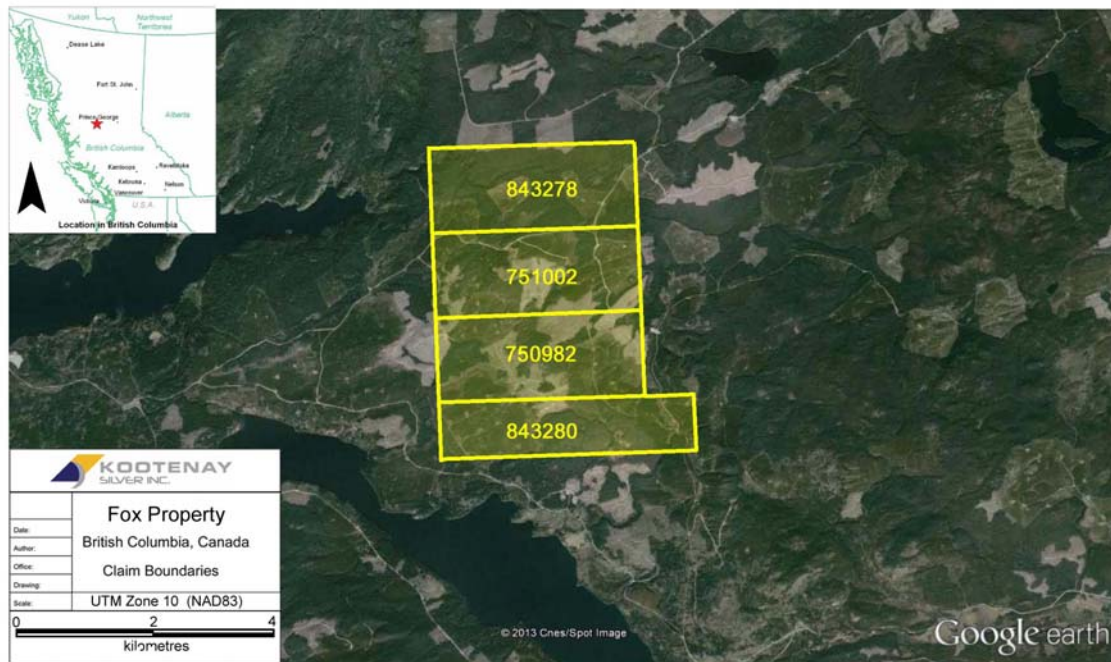 Yukon
Northwest
Territories
Dease Lake
Fort St. John
Prince George
Alberta
British Columbia
Kamloops
Revelstoke
Kelowna
Nelson
Vancouver
Victoria
U.S.A.
Location in British Columbia
843278
751002
750982
843280
KOOTENAY
SILVER INC.
Fox Property
Date:
British Columbia, Canada
Author:
Office:
Claim Boundaries
Drawing:
Scale:
UTM Zone 10 (NAD83)
0 2 4
kilometres
© 2013 Cnes/Spot Image
Google earth